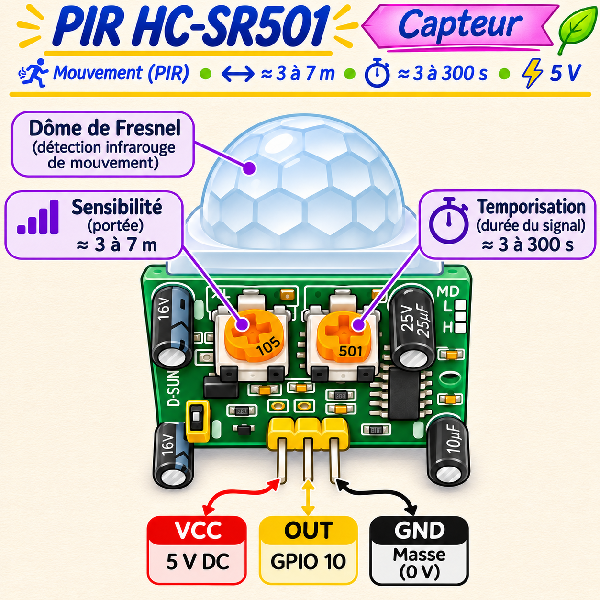 PIR HC-SR501
Capteur
Mouvement (PIR) • ↔ ≈ 3 à 7 m • ≈ 3 à 300 s • 5 V
Dôme de Fresnel
(détection infrarouge
de mouvement)
Sensibilité
(portée)
≈ 3 à 7 m
Temporisation
(durée du signal)
≈ 3 à 300 s
16V
105
501
25V
25µF
MD
L
H
D-SUN
16V
10µF
VCC
5 V DC
OUT
GPIO 10
GND
Masse
(0 V)